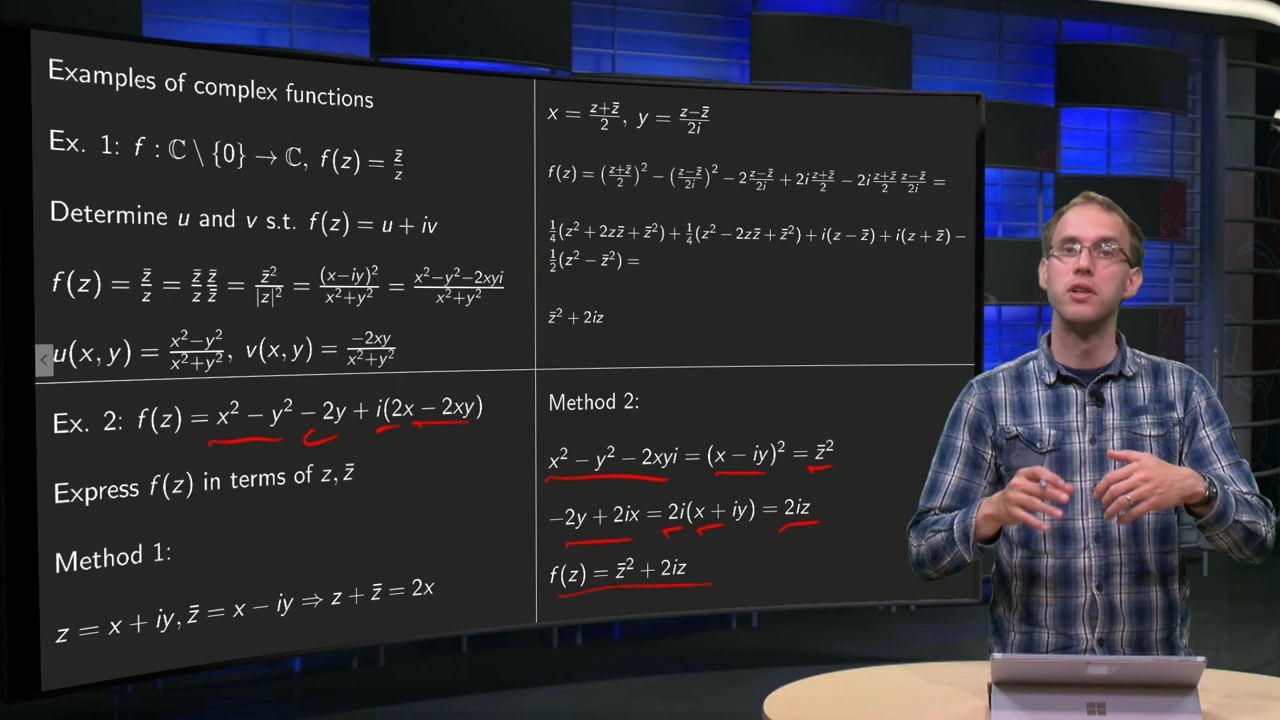 Examples of complex functions
Ex. 1: f : ℂ \ {0} → ℂ, f(z) = z̄/z
Determine u and v s.t. f(z) = u + iv
f(z) = z̄/z = z̄/z z̄/z̄ = z̄²/|z|² = (x−iy)²/(x²+y²) = (x²−y²−2xyi)/(x²+y²)
u(x, y) = (x²−y²)/(x²+y²), v(x, y) = −2xy/(x²+y²)
Ex. 2: f(z) = x² − y² − 2y + i(2x − 2xy)
Express f(z) in terms of z, z̄
Method 1:
z = x + iy, z̄ = x − iy ⇒ z + z̄ = 2x
x = (z+z̄)/2, y = (z−z̄)/2i
f(z) = ((z+z̄)/2)² − ((z−z̄)/2i)² − 2 (z−z̄)/2i + 2i (z+z̄)/2 − 2i (z+z̄)/2 (z−z̄)/2i =
1/4(z² + 2zz̄ + z̄²) + 1/4(z² − 2zz̄ + z̄²) + i(z − z̄) + i(z + z̄) −
1/2(z² − z̄²) =
z̄² + 2iz
Method 2:
x² − y² − 2xyi = (x − iy)² = z̄²
−2y + 2ix = 2i(x + iy) = 2iz
f(z) = z̄² + 2iz